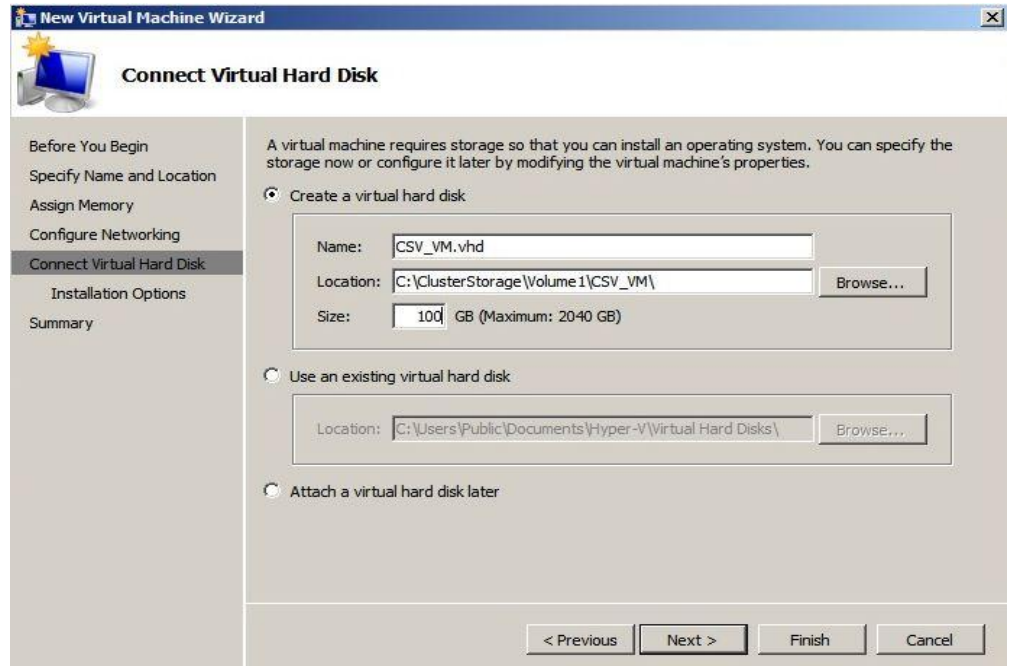 New Virtual Machine Wizard
Connect Virtual Hard Disk
Before You Begin
Specify Name and Location
Assign Memory
Configure Networking
Connect Virtual Hard Disk
Installation Options
Summary
A virtual machine requires storage so that you can install an operating system. You can specify the
storage now or configure it later by modifying the virtual machine's properties.
Create a virtual hard disk
Name: CSV_VM.vhd
Location: C:\ClusterStorage\Volume1\CSV_VM\ Browse...
Size: 100 GB (Maximum: 2040 GB)
Use an existing virtual hard disk
Location: C:\Users\Public\Documents\Hyper-V\Virtual Hard Disks\ Browse...
Attach a virtual hard disk later
< Previous Next > Finish Cancel